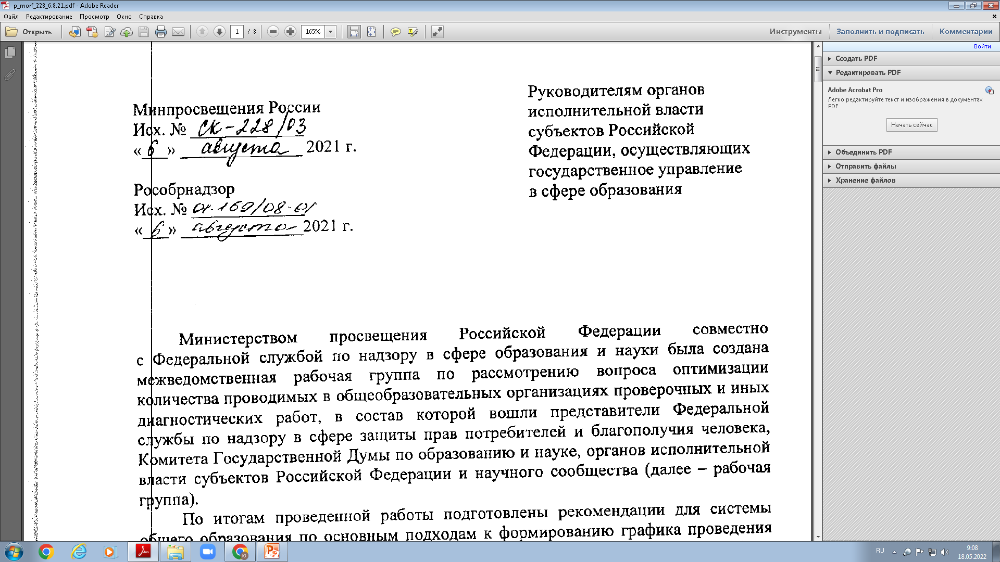 p_morf_228_6.8.21.pdf - Adobe Reader
Файл Редактирование Просмотр Окно Справка
Открыть 1 / 8 165% Инструменты Заполнить и подписать Комментарии
Войти
Создать PDF
Редактировать PDF
Adobe Acrobat Pro
Легко редактируйте текст и изображения в документах
PDF
Начать сейчас
Объединить PDF
Отправить файлы
Хранение файлов
Минпросвещения России
Исх. № СК-228/03
«6» августа 2021 г.
Рособрнадзор
Исх. № 01-169/08-01
«6» августа 2021 г.
Руководителям органов
исполнительной власти
субъектов Российской
Федерации, осуществляющих
государственное управление
в сфере образования
Министерством просвещения Российской Федерации совместно
с Федеральной службой по надзору в сфере образования и науки была создана
межведомственная рабочая группа по рассмотрению вопроса оптимизации
количества проводимых в общеобразовательных организациях проверочных и иных
диагностических работ, в состав которой вошли представители Федеральной
службы по надзору в сфере защиты прав потребителей и благополучия человека,
Комитета Государственной Думы по образованию и науке, органов исполнительной
власти субъектов Российской Федерации и научного сообщества (далее – рабочая
группа).
По итогам проведенной работы подготовлены рекомендации для системы
общего образования по основным подходам к формированию графика проведения
RU
9:08
18.05.2022